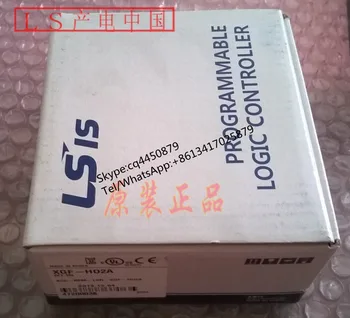 LS产电中国
PROGRAMMABLE
LOGIC CONTROLLER
LSis
Skype:cq4450879
Tel/WhatsApp:+8613417025879
原装正品
XGF-HO2A